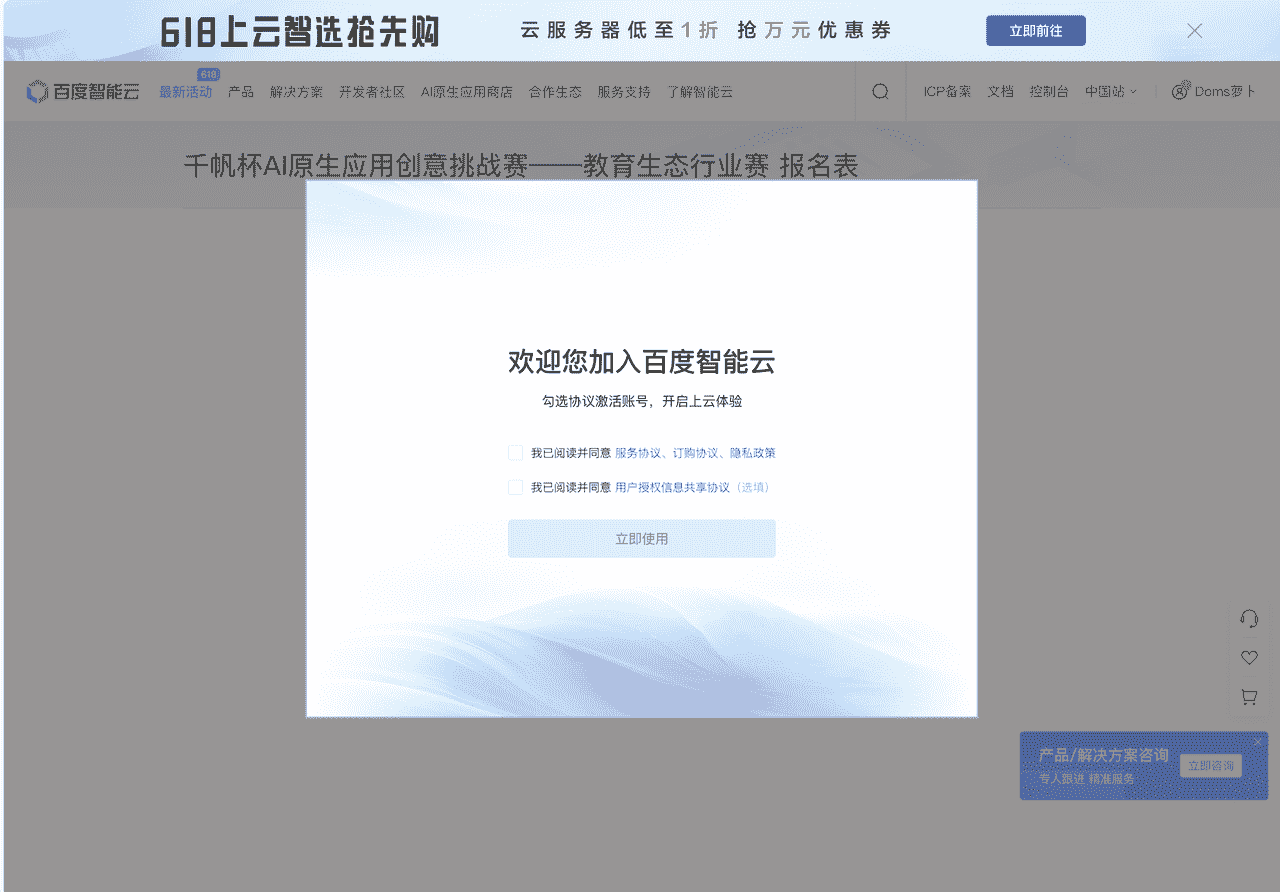 618上云智选抢先购
云服务器低至1折 抢万元优惠券
立即前往
百度智能云
最新活动
618
产品
解决方案
开发者社区
AI原生应用商店
合作生态
服务支持
了解智能云
ICP备案
文档
控制台
中国站
Doms萝卜
千帆杯AI原生应用创意挑战赛——教育生态行业赛 报名表
欢迎您加入百度智能云
勾选协议激活账号，开启上云体验
我已阅读并同意 服务协议、订购协议、隐私政策
我已阅读并同意 用户授权信息共享协议（选填）
立即使用
产品/解决方案咨询
专人跟进 精准服务
立即咨询